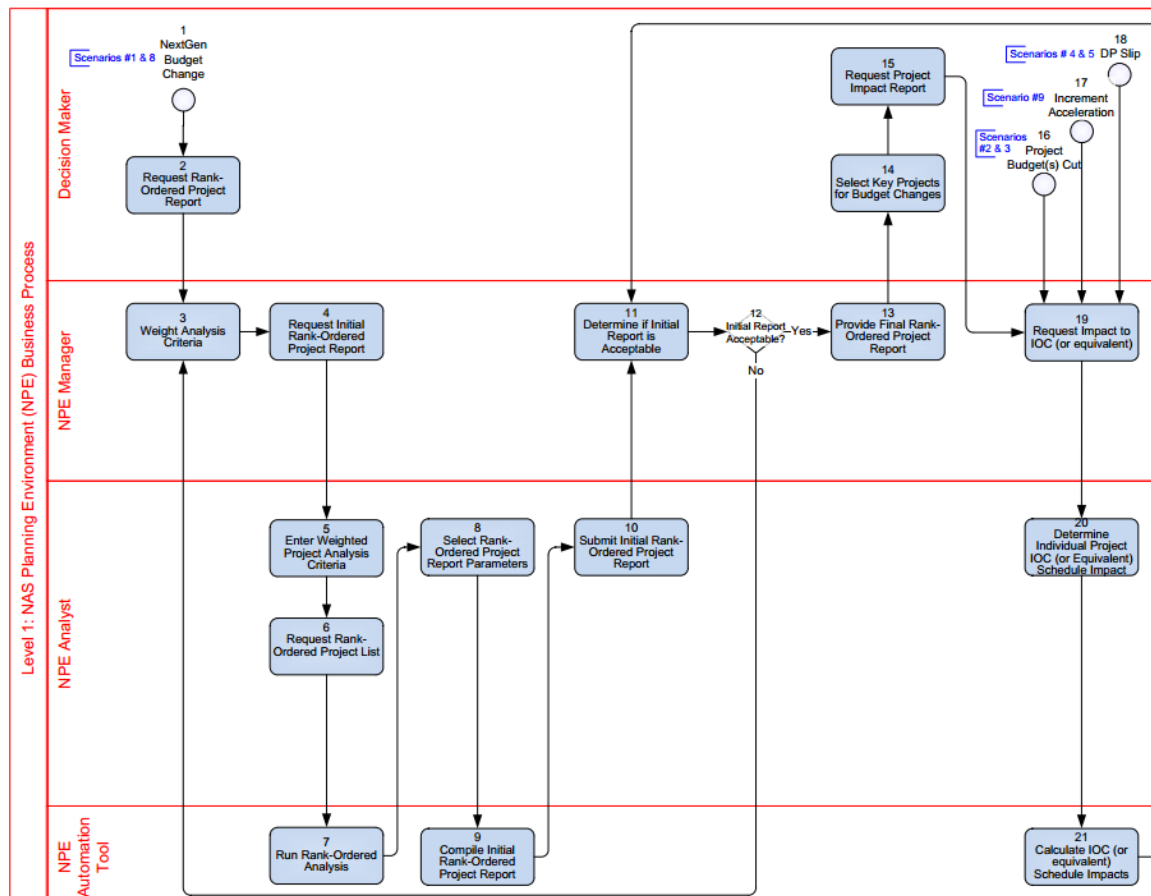 Level 1: NAS Planning Environment (NPE) Business Process
Decision Maker
Scenarios #1 & 8
1
NextGen
Budget
Change
2
Request Rank-
Ordered Project
Report
15
Request Project
Impact Report
14
Select Key Projects
for Budget Changes
Scenarios # 4 & 5
18
DP Slip
Scenario #9
17
Increment
Acceleration
Scenarios
#2 & 3
16
Project
Budget(s) Cut
NPE Manager
3
Weight Analysis
Criteria
4
Request Initial
Rank-Ordered
Project Report
11
Determine if Initial
Report is
Acceptable
12
Initial Report
Acceptable?
Yes
No
13
Provide Final Rank-
Ordered Project
Report
19
Request Impact to
IOC (or equivalent)
NPE Analyst
5
Enter Weighted
Project Analysis
Criteria
6
Request Rank-
Ordered Project List
8
Select Rank-
Ordered Project
Report Parameters
10
Submit Initial Rank-
Ordered Project
Report
20
Determine
Individual Project
IOC (or Equivalent)
Schedule Impact
NPE
Automation
Tool
7
Run Rank-Ordered
Analysis
9
Compile Initial
Rank-Ordered
Project Report
21
Calculate IOC (or
equivalent)
Schedule Impacts